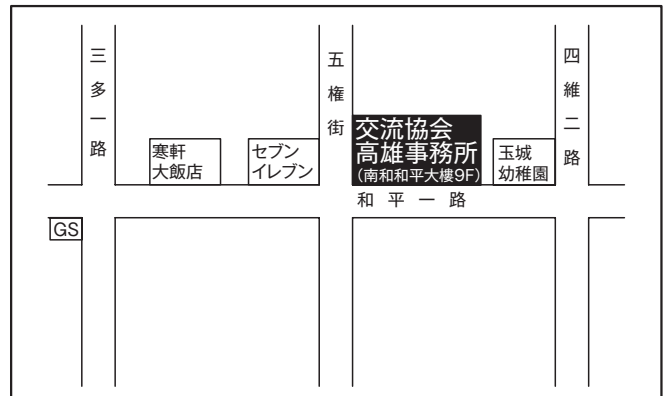 三多一路
五権街
四維二路
寒軒
大飯店
セブン
イレブン
交流協会
高雄事務所
(南和和平大樓9F)
玉城
幼稚園
和平一路
GS